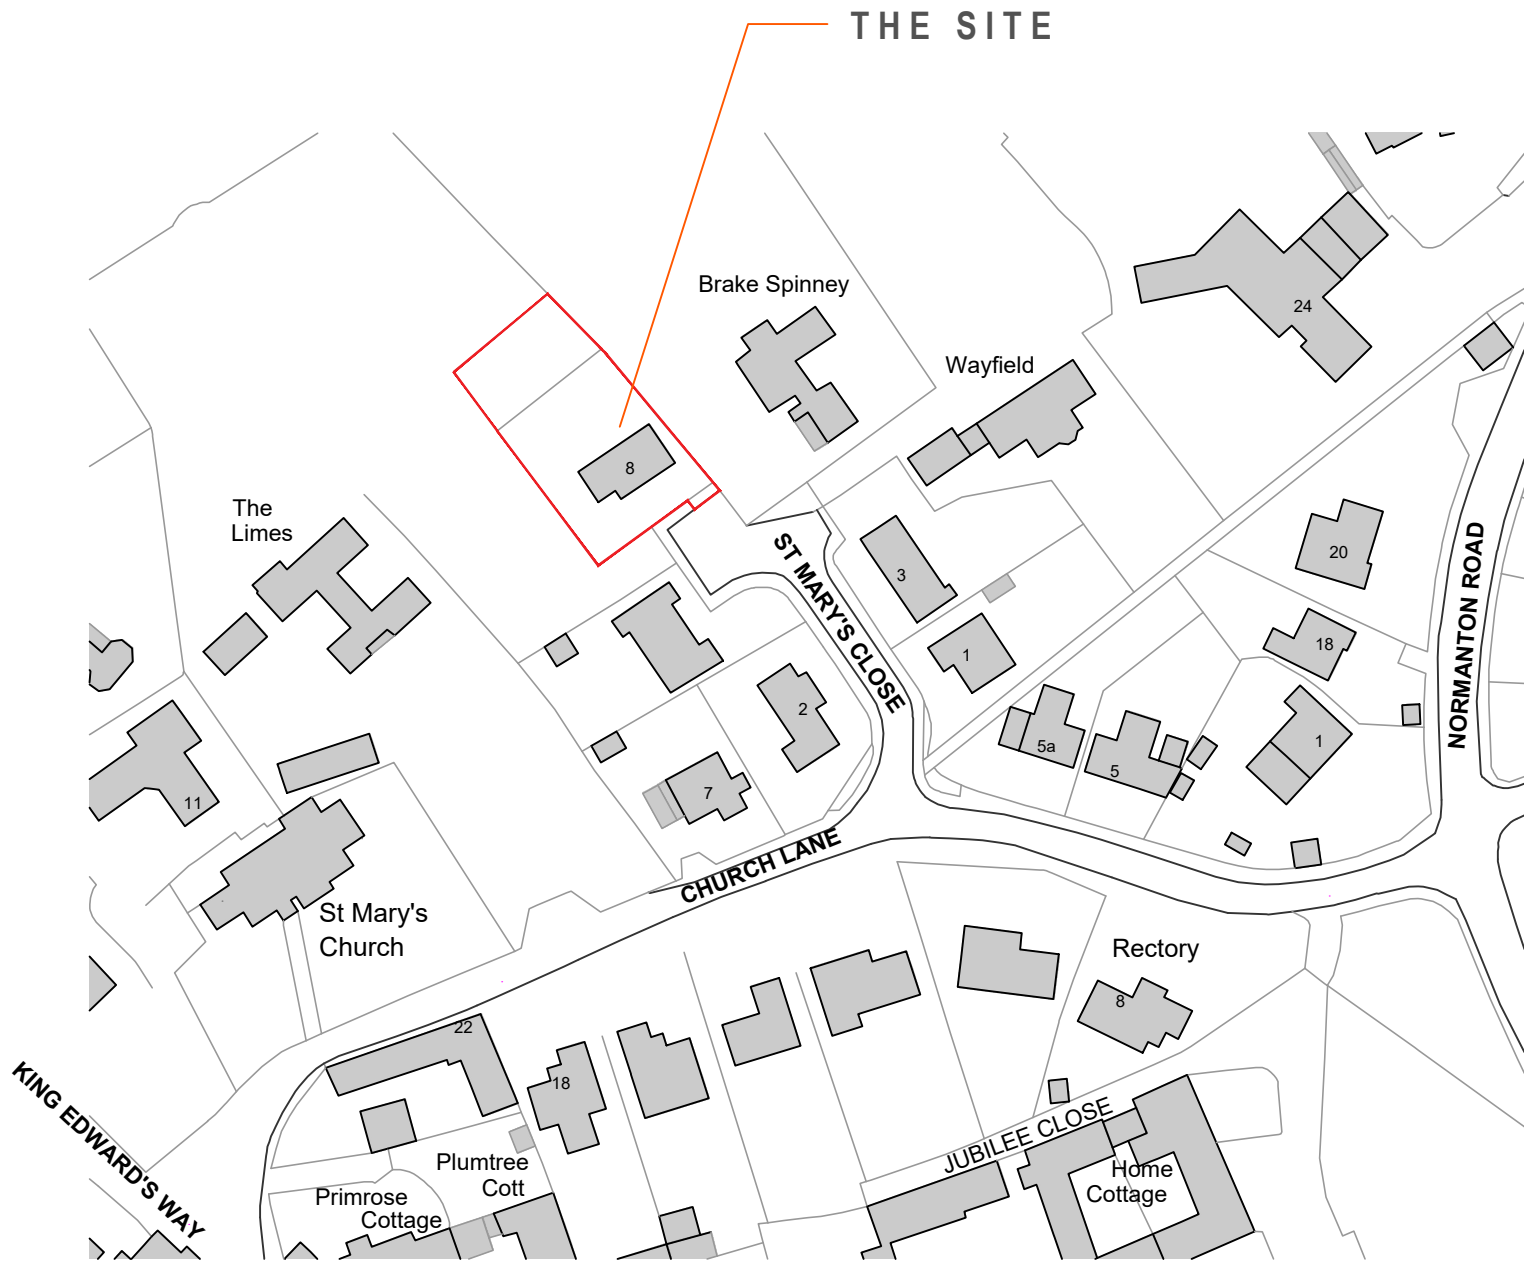 THE SITE
Brake Spinney
24
Wayfield
8
The
Limes
20
ST MARY'S CLOSE
3
NORMANTON ROAD
18
1
2
5a
1
5
7
11
CHURCH LANE
St Mary's
Church
Rectory
8
22
KING EDWARD'S WAY
18
JUBILEE CLOSE
Plumtree
Cott
Home
Cottage
Primrose
Cottage